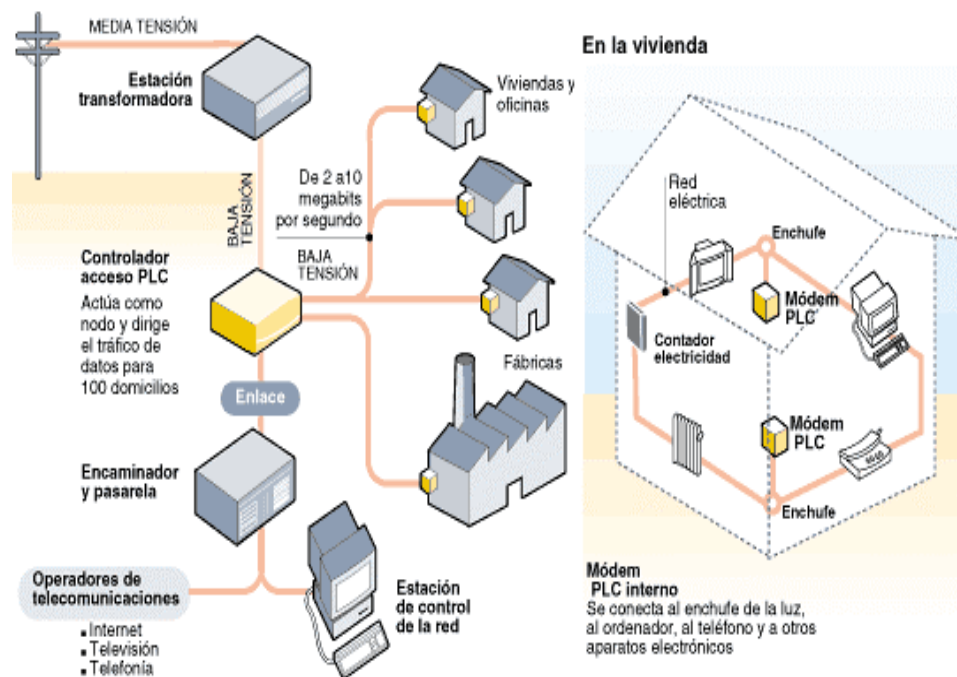 MEDIA TENSIÓN
Estación
transformadora
BAJA
TENSIÓN
De 2 a10
megabits
por segundo
BAJA
TENSIÓN
Viviendas y
oficinas
Controlador
acceso PLC
Actúa como
nodo y dirige
el tráfico de
datos para
100 domicilios
Fábricas
Enlace
Encaminador
y pasarela
Operadores de
telecomunicaciones
▪ Internet
▪ Televisión
▪ Telefonía
Estación
de control
de la red
En la vivienda
Red
eléctrica
Enchufe
Módem
PLC
Contador
electricidad
Módem
PLC
Enchufe
Módem
PLC interno
Se conecta al enchufe de la luz,
al ordenador, al teléfono y a otros
aparatos electrónicos